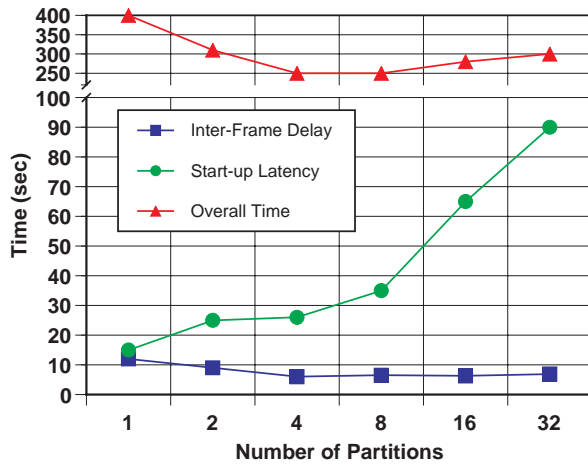 400
350
300
250
100
90
80
70
60
50
40
30
20
10
0
Time (sec)
Inter-Frame Delay
Start-up Latency
Overall Time
1 2 4 8 16 32
Number of Partitions